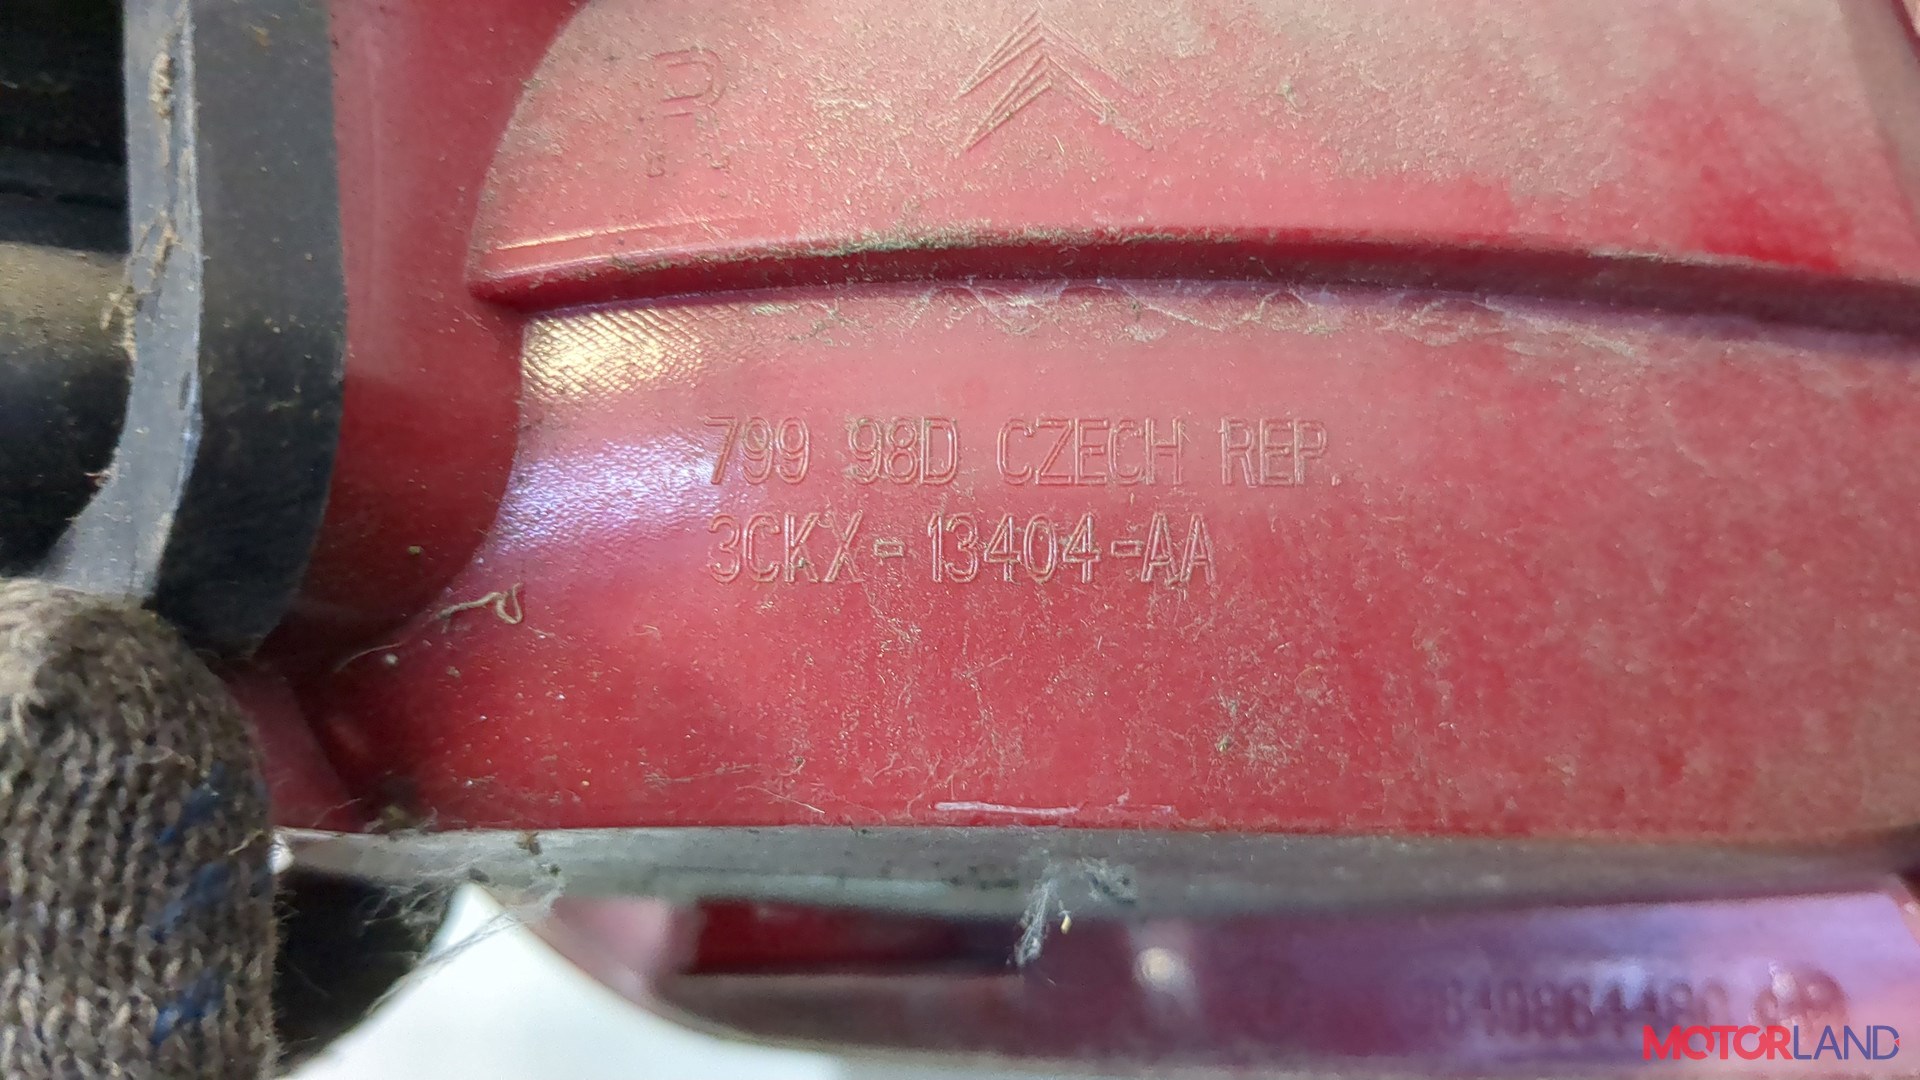 R
799 98D CZECH REP.
3CKX-13404-AA
MOTORLAND